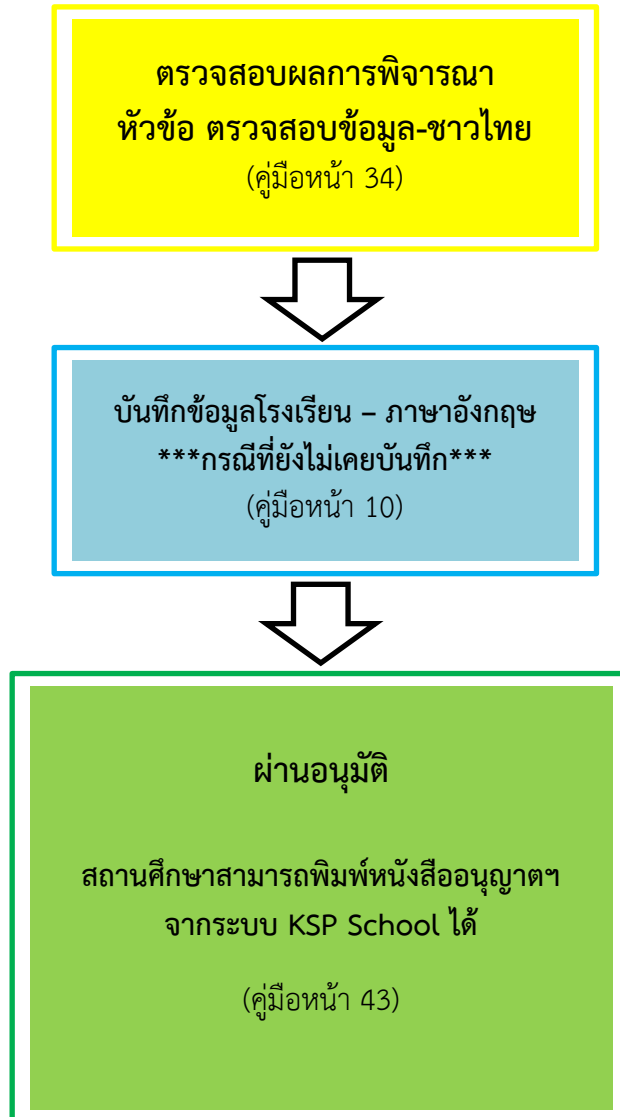 ตรวจสอบผลการพิจารณา
หัวข้อ ตรวจสอบข้อมูล-ชาวไทย
(คู่มือหน้า 34)
บันทึกข้อมูลโรงเรียน – ภาษาอังกฤษ
***กรณีที่ยังไม่เคยบันทึก***
(คู่มือหน้า 10)
ผ่านอนุมัติ
สถานศึกษาสามารถพิมพ์หนังสืออนุญาตฯ
จากระบบ KSP School ได้
(คู่มือหน้า 43)